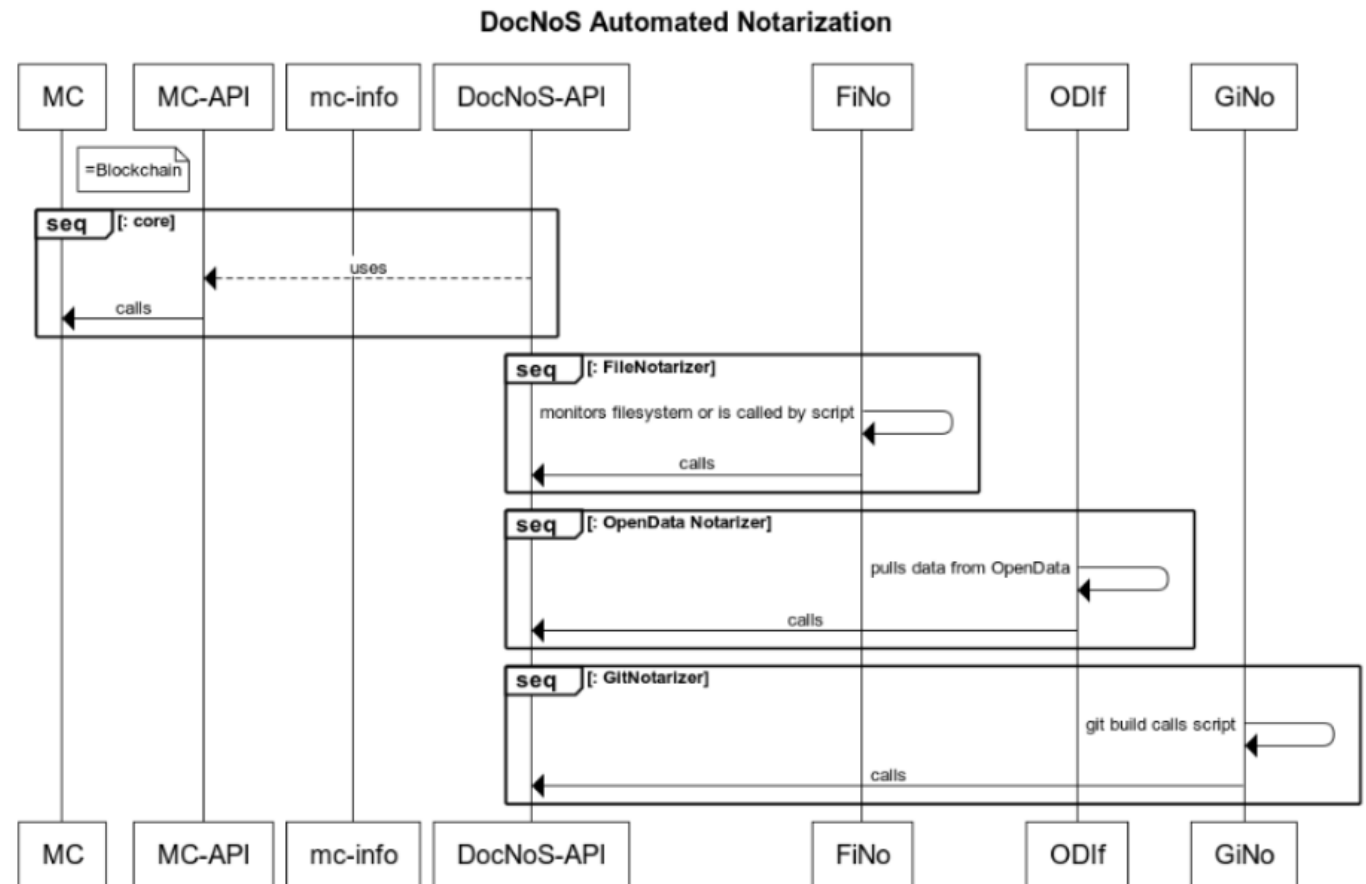 DocNoS Automated Notarization
MC MC-API mc-info DocNoS-API FiNo ODIf GiNo
=Blockchain
seq [: core]
uses
calls
seq [: FileNotarizer]
monitors filesystem or is called by script
calls
seq [: OpenData Notarizer]
pulls data from OpenData
calls
seq [: GitNotarizer]
git build calls script
calls
MC MC-API mc-info DocNoS-API FiNo ODIf GiNo